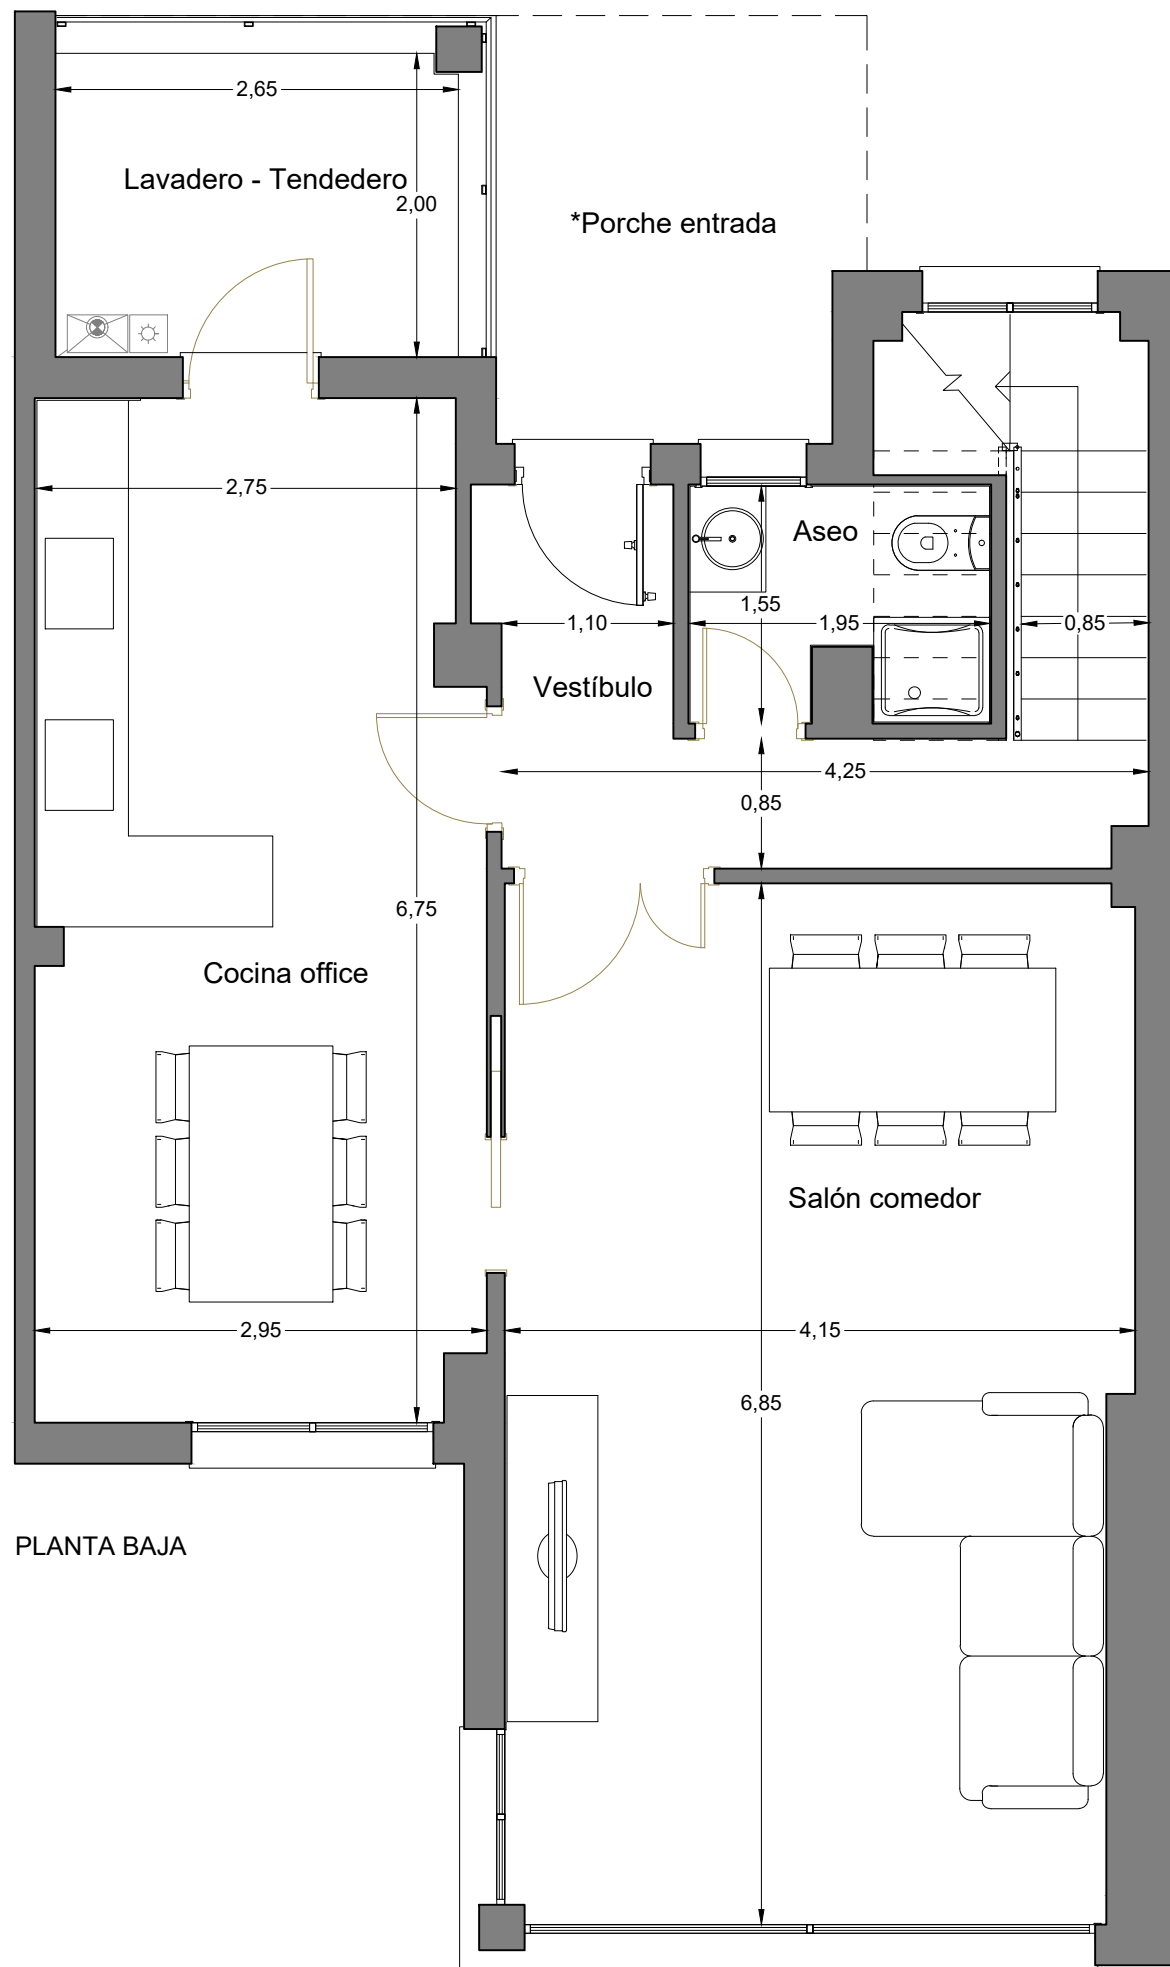 2,65
Lavadero - Tendedero
2,00
*Porche entrada
2,75
Aseo
1,55
1,10
1,95
0,85
Vestíbulo
4,25
0,85
6,75
Cocina office
Salón comedor
2,95
4,15
6,85
PLANTA BAJA